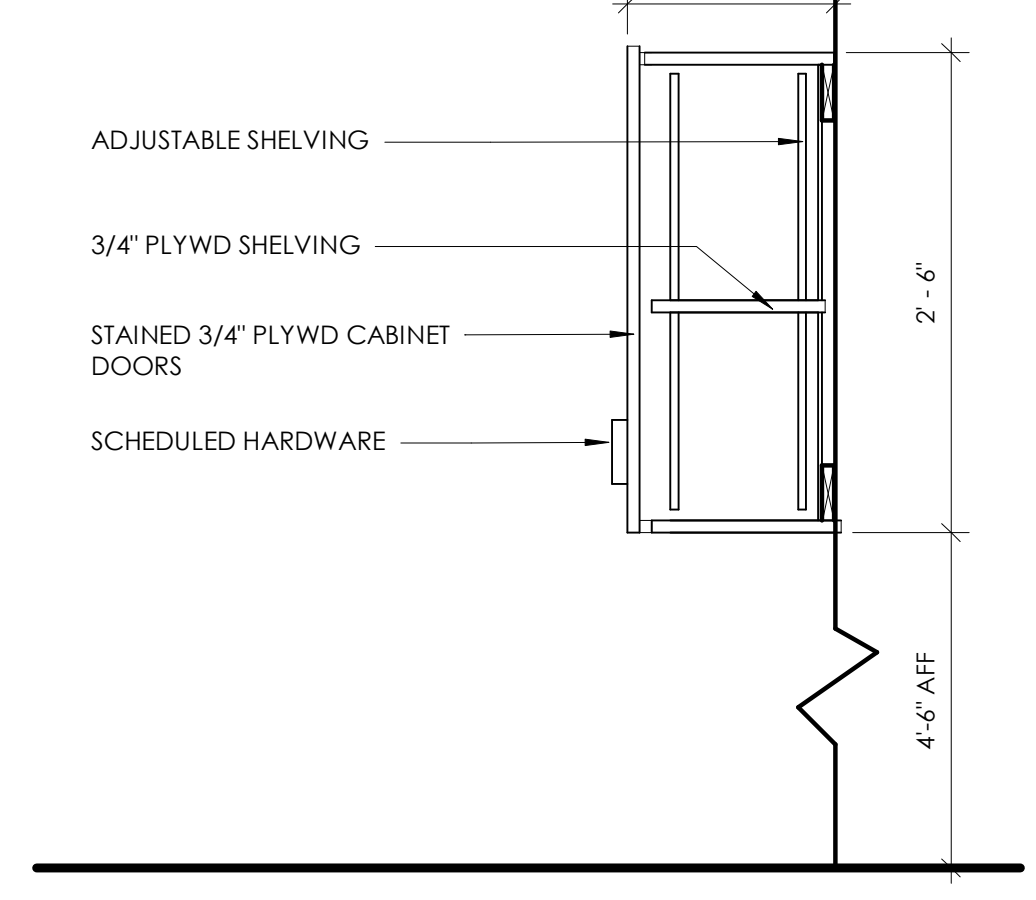 ADJUSTABLE SHELVING
3/4" PLYWD SHELVING
STAINED 3/4" PLYWD CABINET
DOORS
SCHEDULED HARDWARE
2' - 6"
4'-6" AFF